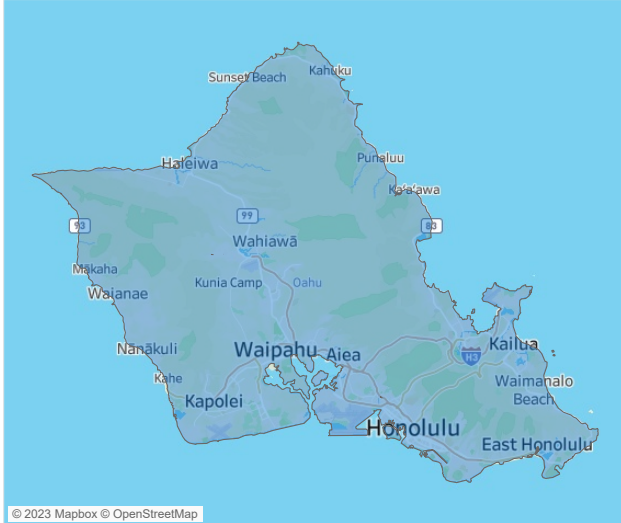 Sunset Beach
Kahuku
Haleiwa
Punaluu
Ka'a'awa
99
93
83
Wahiawā
Mākaha
Kunia Camp
Oahu
Waianae
Nānākuli
Waipahu
Aiea
H3
Kailua
Kahe
Waimanalo
Beach
Kapolei
Honolulu
East Honolulu
© 2023 Mapbox © OpenStreetMap